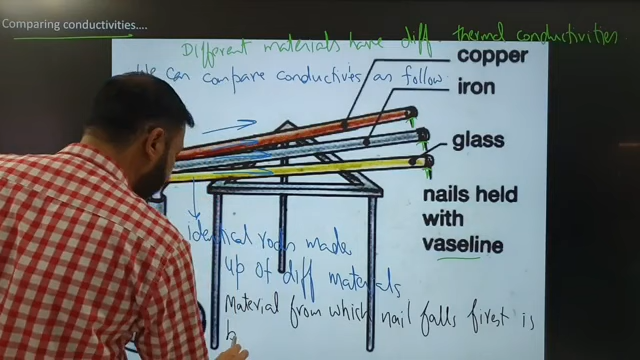 Comparing conductivities....
Different materials have diff. thermal conductivities
We can compare conductives as follow
copper
iron
glass
nails held
with
vaseline
identical rods made
up of diff materials
Material from which nail falls first is
b